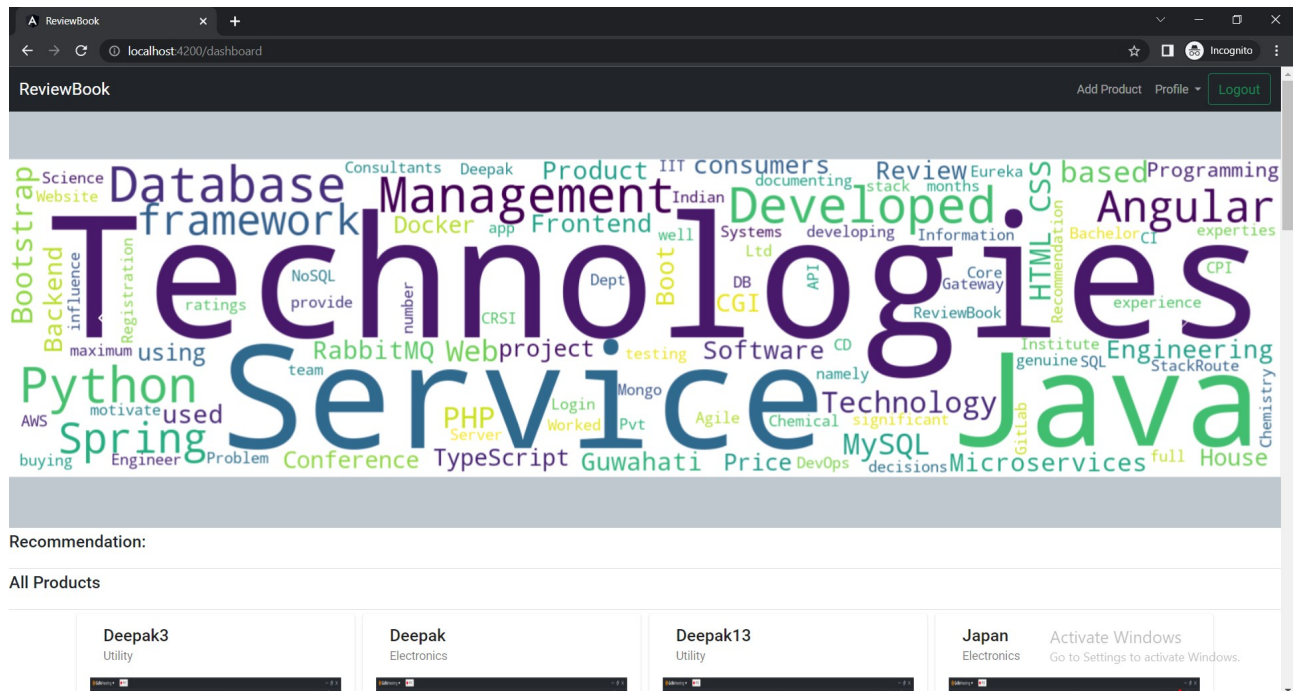 ReviewBook
localhost:4200/dashboard
Incognito
ReviewBook
Add Product Profile Logout
Science
Website
Database
Consultants
Deepak
Product
IIT
consumers
documenting
Review
Eureka
stack
months
CSS
based
Programming
Bootstrap
framework
Management
Indian
Developed
Angular
Docker
app
Frontend
well
Systems
developing
Information
Recommendation
Bachelor
CI
experties
Backend
influence
Registration
Technologies
NoSQL
ratings
provide
number
CRSI
Dept
Boot
Ltd
DB
CGI
API
Core
Gateway
ReviewBook
HTML
CPI
experience
maximum
using
RabbitMQ
Web
project
testing
Software
CD
Institute
genuine
SQL
Engineering
StackRoute
team
namely
Python
motivate
used
Service
Mongo
Technology
Java
Chemistry
AWS
Spring
PHP
Server
Login
Worked
Pvt
Agile
Chemical
significant
MySQL
GitLab
buying
Engineer
Problem
Conference
TypeScript
Guwahati
Price
DevOps
decisions
Microservices
full
House
Recommendation:
All Products
Deepak3
Utility
Deepak
Electronics
Deepak13
Utility
Japan
Electronics
Activate Windows
Go to Settings to activate Windows.